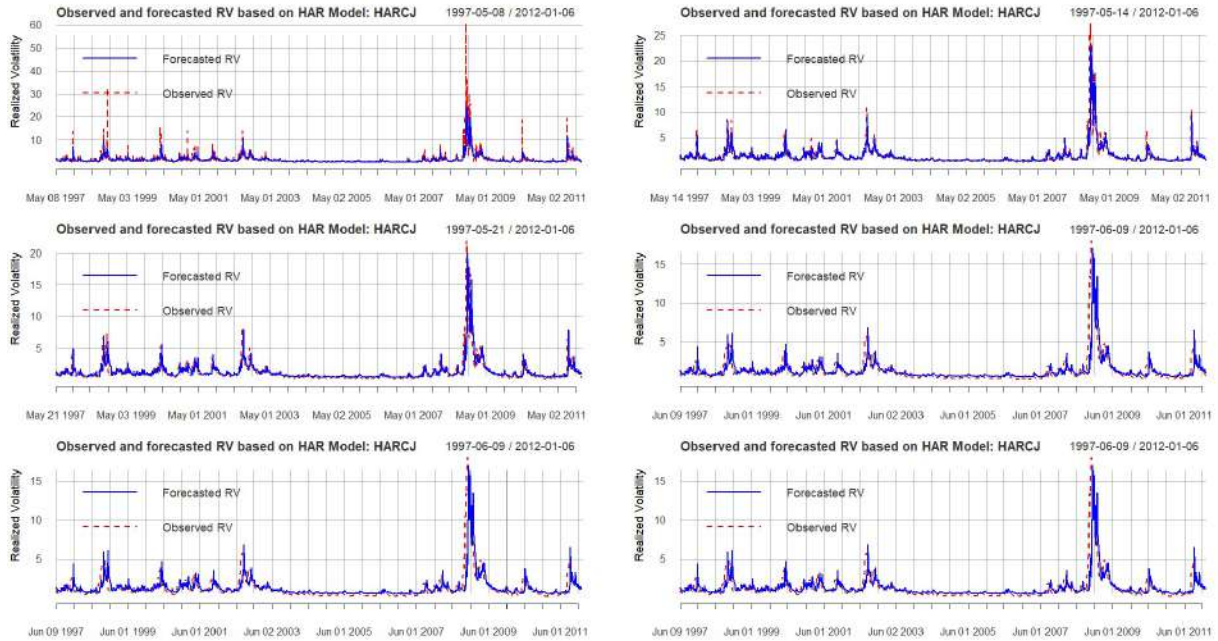 Observed and forecasted RV based on HAR Model: HARCJ 1997-05-08 / 2012-01-06
Realized Volatility
60
50
40
30
20
10
Forecasted RV
Observed RV
May 08 1997 May 03 1999 May 01 2001 May 01 2003 May 02 2005 May 01 2007 May 01 2009 May 02 2011
Observed and forecasted RV based on HAR Model: HARCJ 1997-05-14 / 2012-01-06
Realized Volatility
25
20
15
10
5
Forecasted RV
Observed RV
May 14 1997 May 03 1999 May 01 2001 May 01 2003 May 02 2005 May 01 2007 May 01 2009 May 02 2011
Observed and forecasted RV based on HAR Model: HARCJ 1997-05-21 / 2012-01-06
Realized Volatility
20
15
10
5
Forecasted RV
Observed RV
May 21 1997 May 03 1999 May 01 2001 May 02 2003 May 02 2005 May 01 2007 May 01 2009 May 02 2011
Observed and forecasted RV based on HAR Model: HARCJ 1997-06-09 / 2012-01-06
Realized Volatility
15
10
5
Forecasted RV
Observed RV
Jun 09 1997 Jun 01 1999 Jun 01 2001 Jun 02 2003 Jun 01 2005 Jun 01 2007 Jun 01 2009 Jun 01 2011
Observed and forecasted RV based on HAR Model: HARCJ 1997-06-09 / 2012-01-06
Realized Volatility
15
10
5
Forecasted RV
Observed RV
Jun 09 1997 Jun 01 1999 Jun 01 2001 Jun 02 2003 Jun 01 2005 Jun 01 2007 Jun 01 2009 Jun 01 2011
Observed and forecasted RV based on HAR Model: HARCJ 1997-06-09 / 2012-01-06
Realized Volatility
15
10
5
Forecasted RV
Observed RV
Jun 09 1997 Jun 01 1999 Jun 01 2001 Jun 02 2003 Jun 01 2005 Jun 01 2007 Jun 01 2009 Jun 01 2011